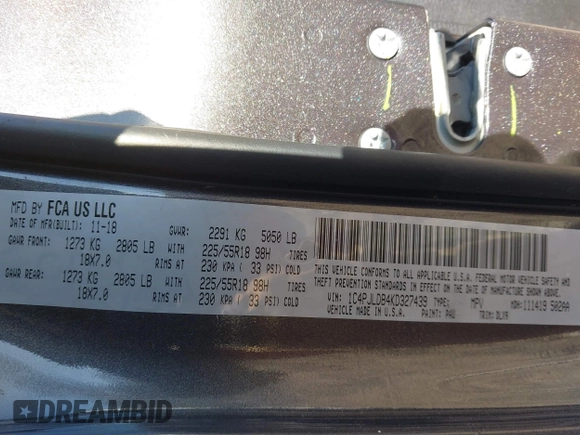 MFD BY FCA US LLC
DATE OF MFR(BUILT): 11-18 GVWR: 2291 KG 5050 LB
GAWR FRONT: 1273 KG 2805 LB WITH 225/55R18 98H TIRES
18X7.0 RIMS AT 230 KPA ( 33 PSI) COLD
GAWR REAR: 1273 KG 2805 LB WITH 225/55R18 98H TIRES
18X7.0 RIMS AT 230 KPA ( 33 PSI) COLD
THIS VEHICLE CONFORMS TO ALL APPLICABLE U.S.A. FEDERAL MOTOR VEHICLE SAFETY AND
THEFT PREVENTION STANDARDS IN EFFECT ON THE DATE OF MANUFACTURE SHOWN ABOVE.
VIN: 1C4PJLDB4KD327439 TYPE: MPV MDH: 111419 502AA
VEHICLE MADE IN U.S.A. PAINT: PAU TRIM: DLX9
DREAMBID